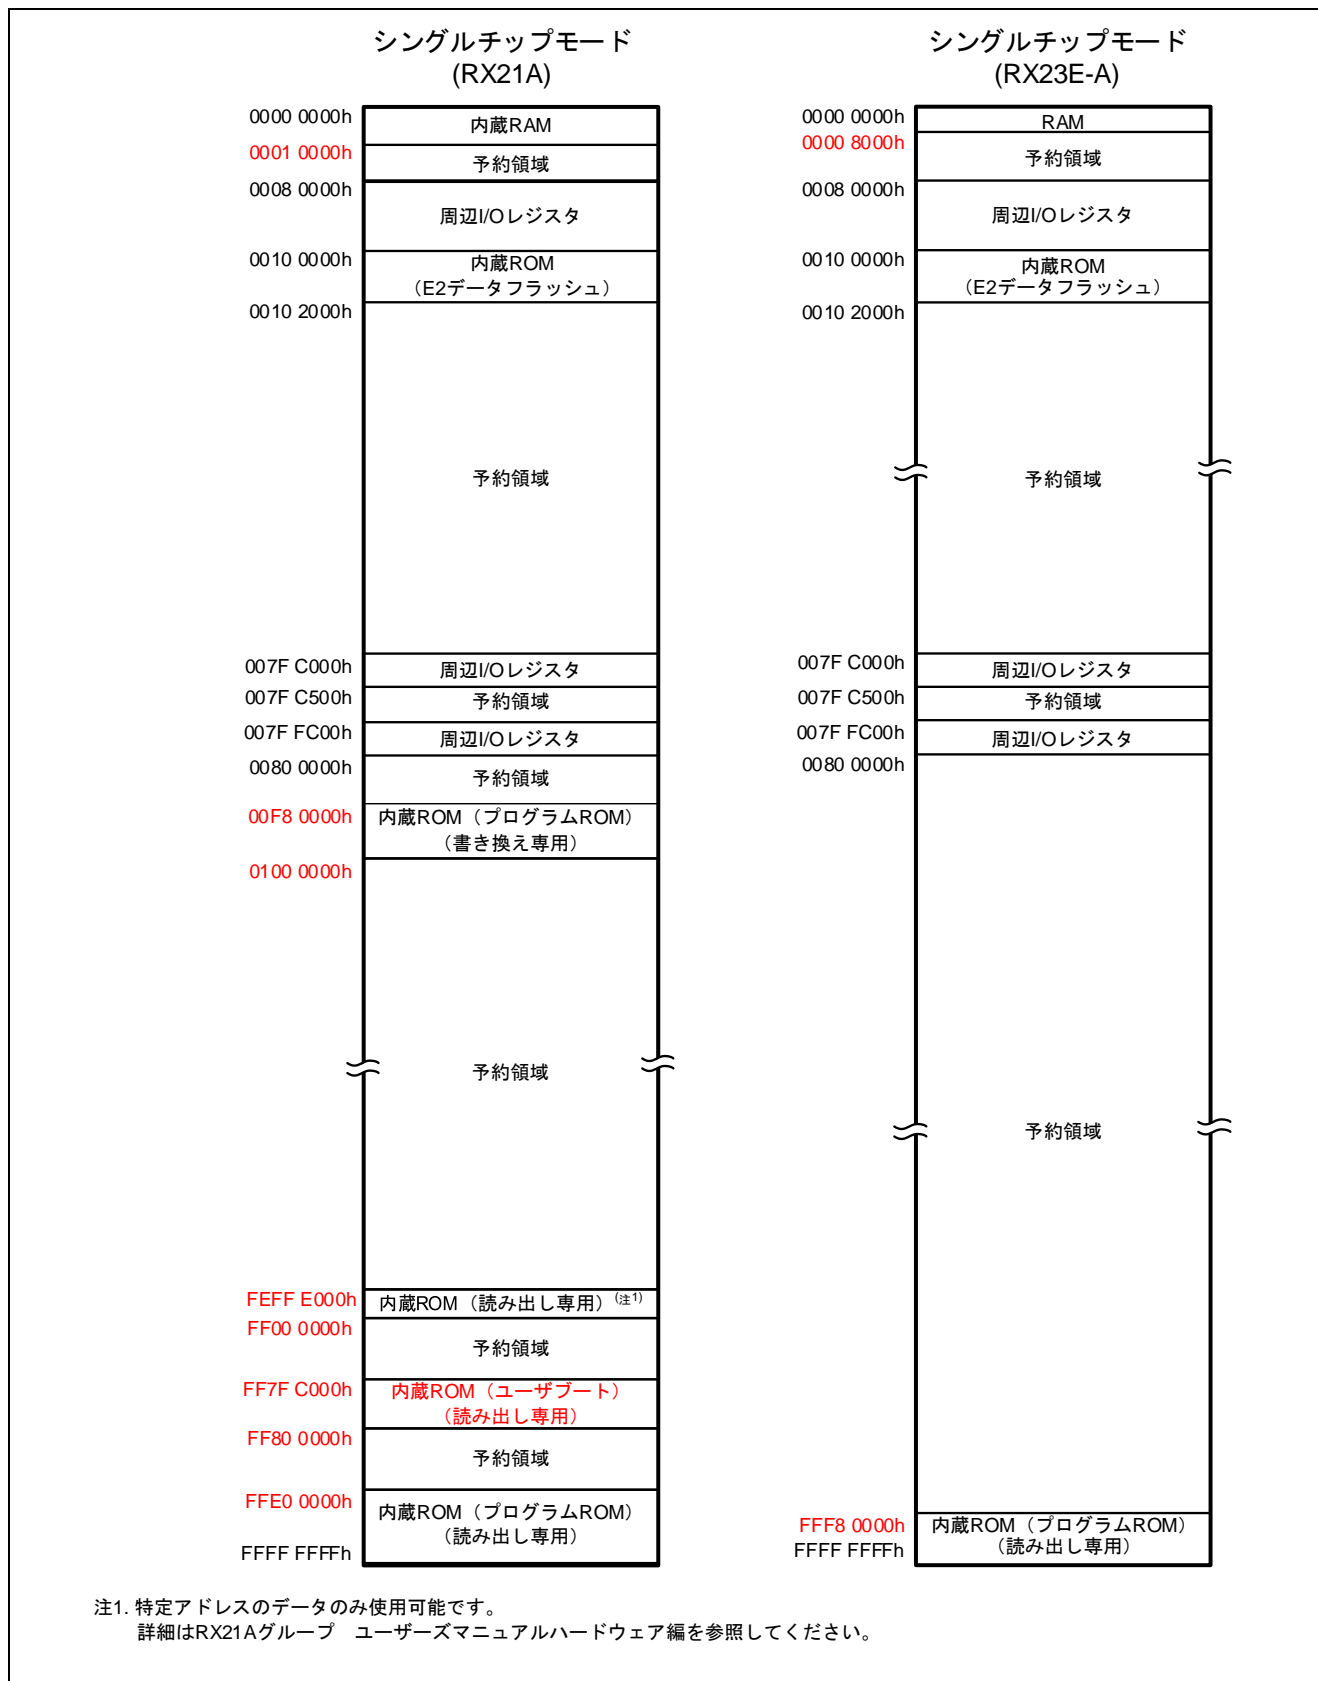 シングルチップモード
(RX21A)
0000 0000h
内蔵RAM
0001 0000h
予約領域
0008 0000h
周辺I/Oレジスタ
0010 0000h
内蔵ROM
（E2データフラッシュ）
0010 2000h
予約領域
007F C000h
周辺I/Oレジスタ
007F C500h
予約領域
007F FC00h
周辺I/Oレジスタ
0080 0000h
予約領域
00F8 0000h
内蔵ROM（プログラムROM）
（書き換え専用）
0100 0000h
予約領域
FEFF E000h
内蔵ROM（読み出し専用）(注1)
FF00 0000h
予約領域
FF7F C000h
内蔵ROM（ユーザブート）
（読み出し専用）
FF80 0000h
予約領域
FFE0 0000h
内蔵ROM（プログラムROM）
（読み出し専用）
FFFF FFFFh
シングルチップモード
(RX23E-A)
0000 0000h
RAM
0000 8000h
予約領域
0008 0000h
周辺I/Oレジスタ
0010 0000h
内蔵ROM
（E2データフラッシュ）
0010 2000h
予約領域
007F C000h
周辺I/Oレジスタ
007F C500h
予約領域
007F FC00h
周辺I/Oレジスタ
0080 0000h
予約領域
FFF8 0000h
内蔵ROM（プログラムROM）
（読み出し専用）
FFFF FFFFh
注1. 特定アドレスのデータのみ使用可能です。
詳細はRX21Aグループ　ユーザーズマニュアルハードウェア編を参照してください。